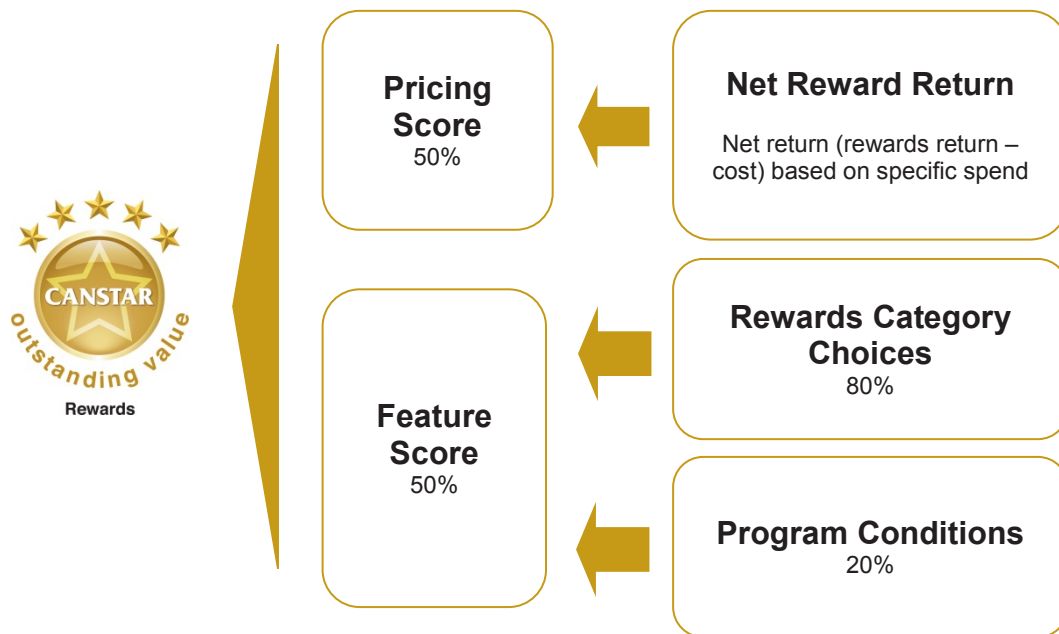 CANSTAR
outstanding value
Rewards
Pricing
Score
50%
Net Reward Return
Net return (rewards return –
cost) based on specific spend
Feature
Score
50%
Rewards Category
Choices
80%
Program Conditions
20%